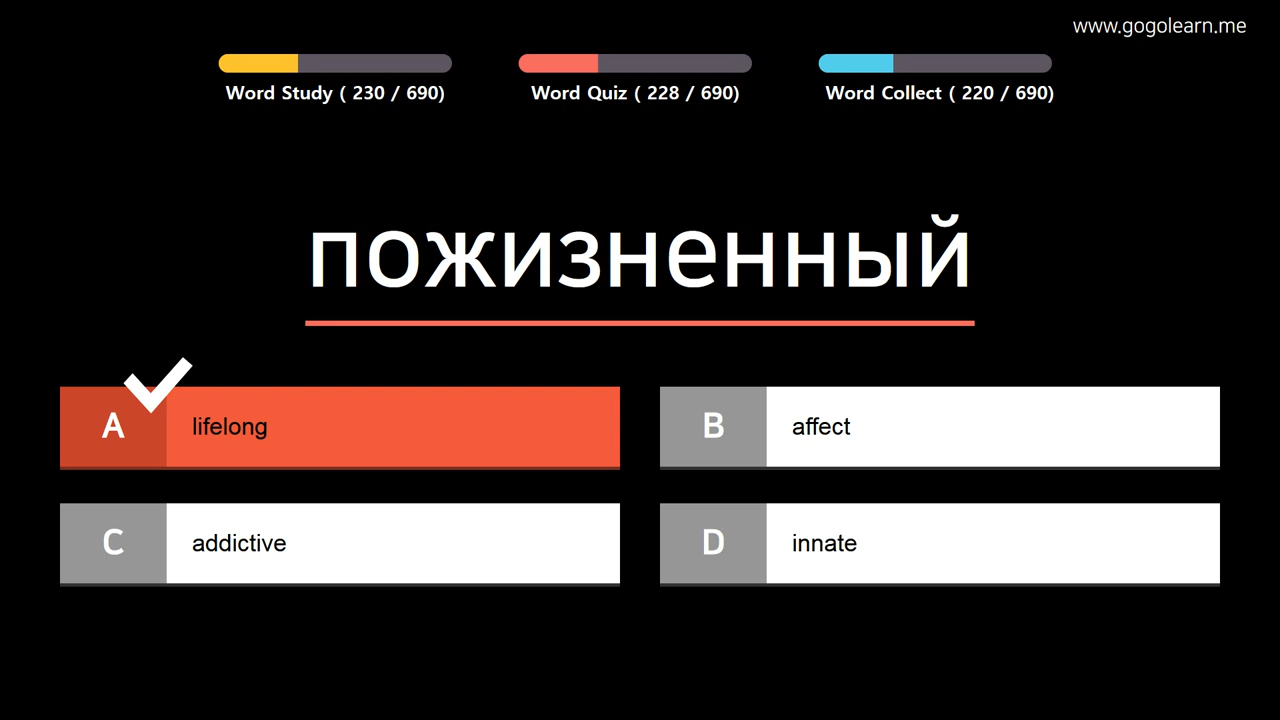 www.gogolearn.me
Word Study ( 230 / 690)
Word Quiz ( 228 / 690)
Word Collect ( 220 / 690)
пожизненный
A lifelong
B affect
C addictive
D innate